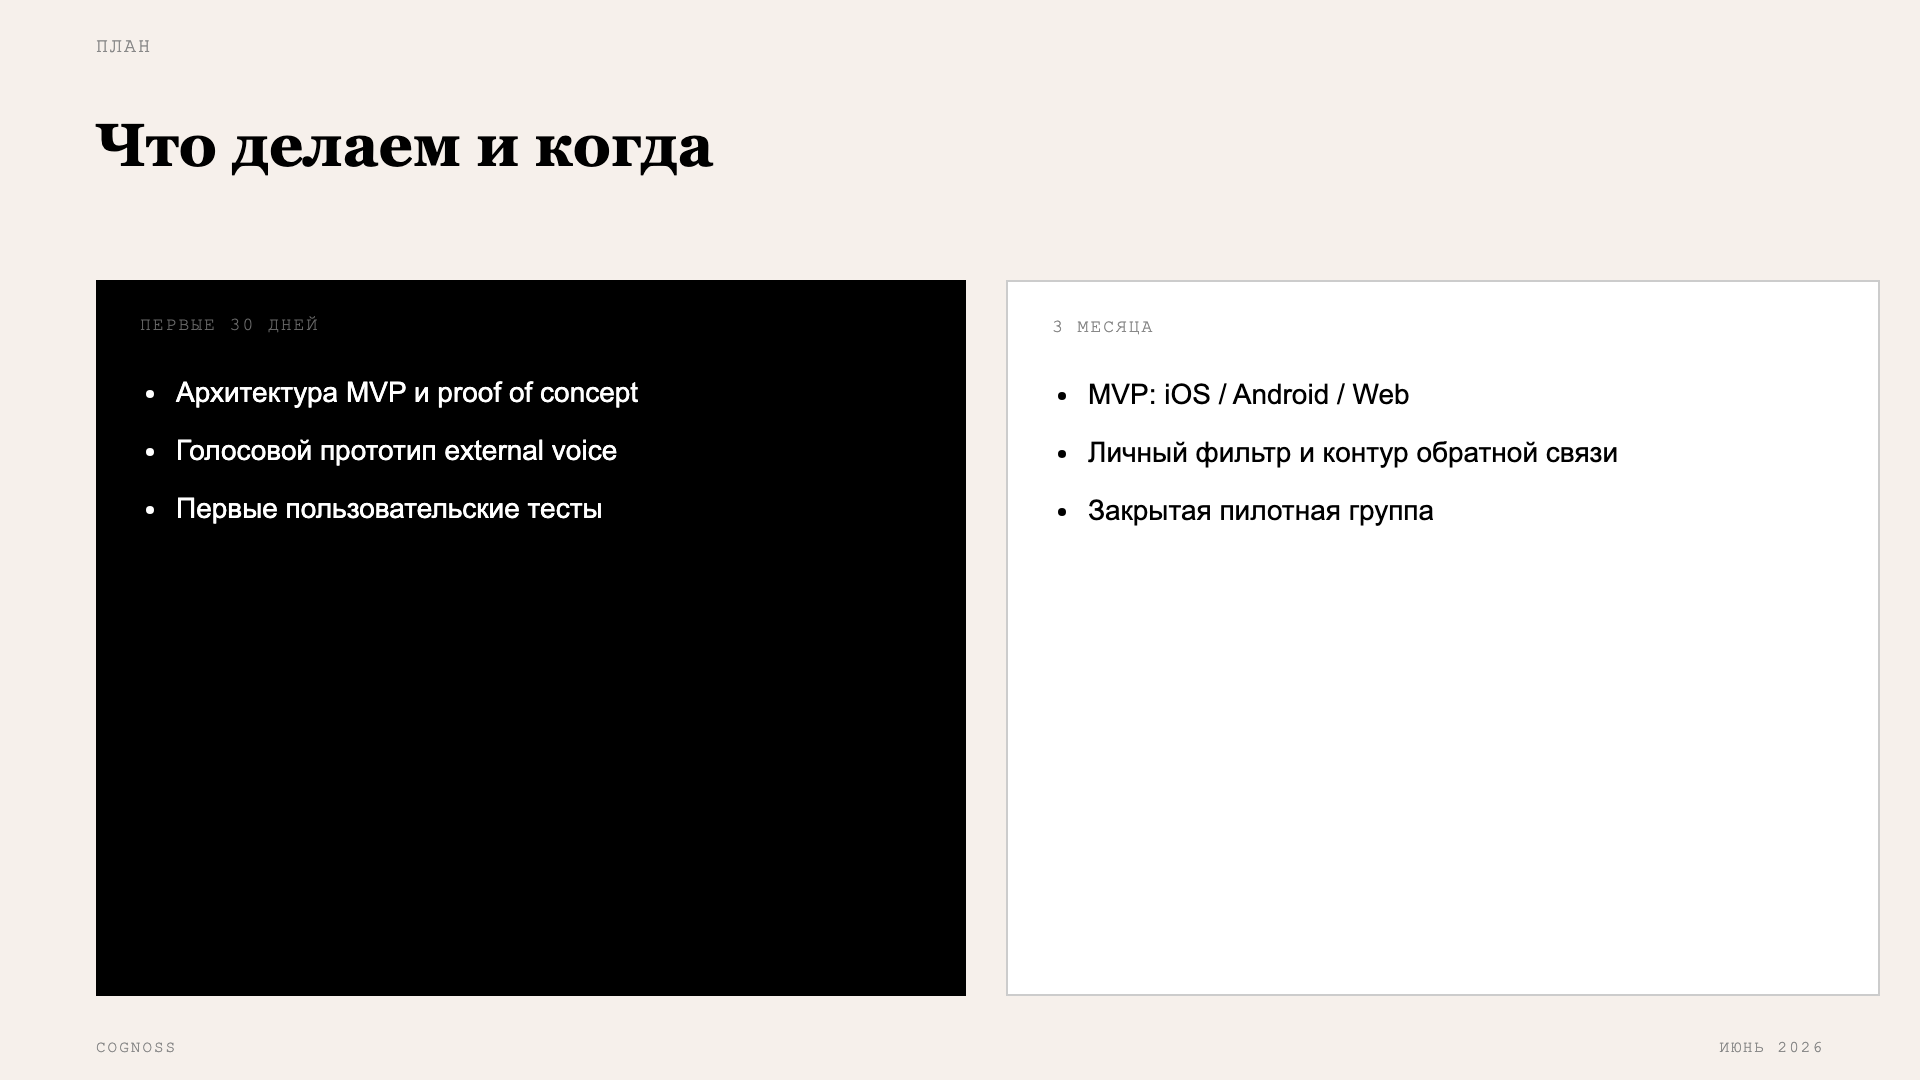 ПЛАН
Что делаем и когда
ПЕРВЫЕ 30 ДНЕЙ
• Архитектура MVP и proof of concept
• Голосовой прототип external voice
• Первые пользовательские тесты
3 МЕСЯЦА
• MVP: iOS / Android / Web
• Личный фильтр и контур обратной связи
• Закрытая пилотная группа
COGNOSS
ИЮНЬ 2026